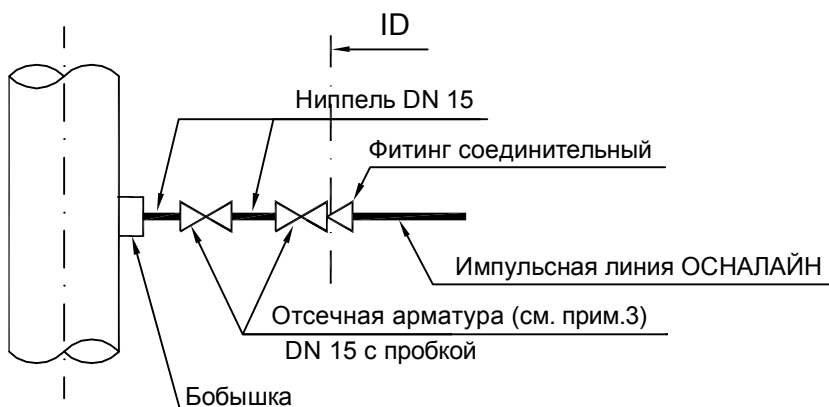 ID
Ниппель DN 15
Фитинг соединительный
Импульсная линия ОСНАЛАЙН
Отсечная арматура (см. прим.3)
DN 15 с пробкой
Бобышка